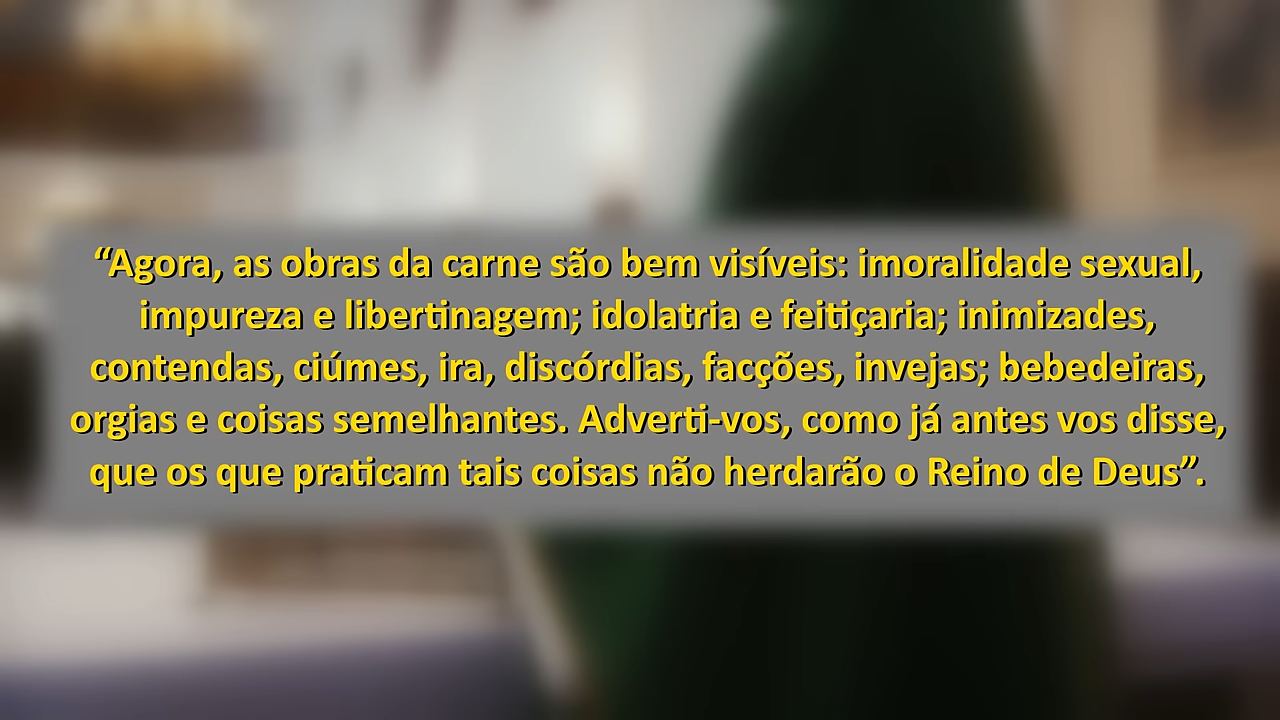 “Agora, as obras da carne são bem visíveis: imoralidade sexual,
impureza e libertinagem; idolatria e feitiçaria; inimizades,
contendas, ciúmes, ira, discórdias, facções, invejas; bebedeiras,
orgias e coisas semelhantes. Adverti-vos, como já antes vos disse,
que os que praticam tais coisas não herdarão o Reino de Deus”.